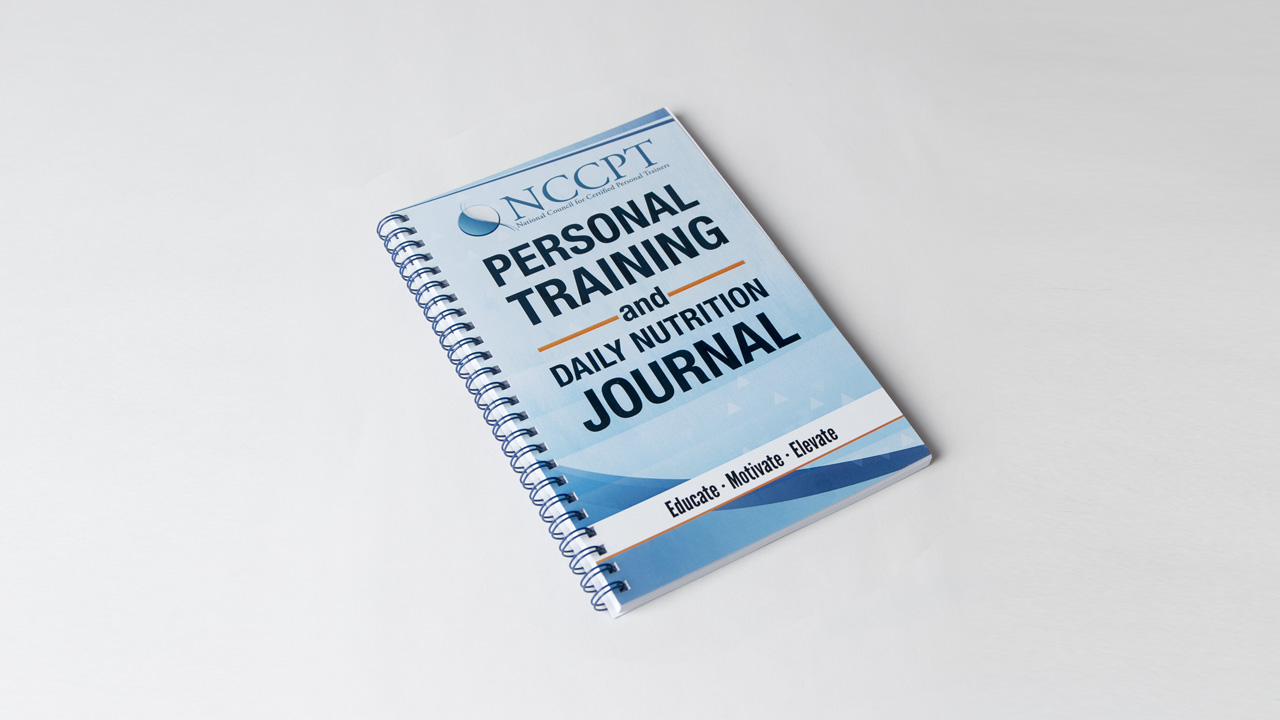 NCCPT
National Council for Certified Personal Trainers
PERSONAL
TRAINING
and
DAILY NUTRITION
JOURNAL
Educate · Motivate · Elevate